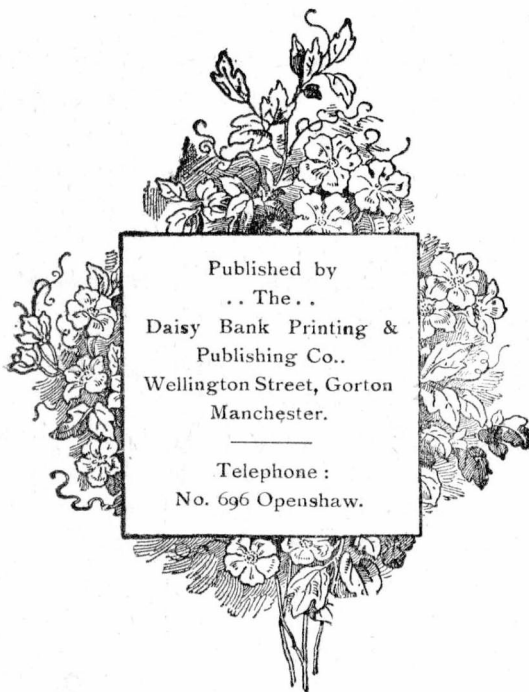 Published by
. . The. .
Daisy Bank Printing &
Publishing Co..
Wellington Street, Gorton
Manchester.
Telephone :
No. 696 Openshaw.